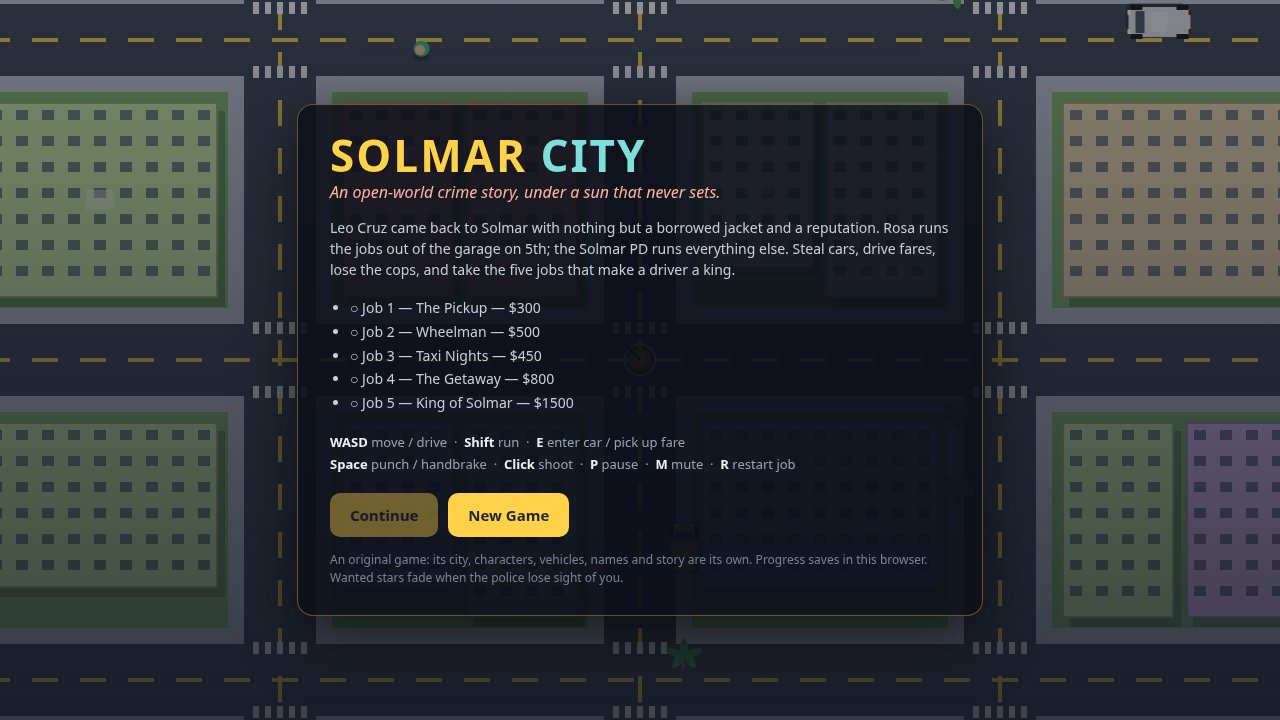 SOLMAR CITY
An open-world crime story, under a sun that never sets.
Leo Cruz came back to Solmar with nothing but a borrowed jacket and a reputation. Rosa runs
the jobs out of the garage on 5th; the Solmar PD runs everything else. Steal cars, drive fares,
lose the cops, and take the five jobs that make a driver a king.
• ○ Job 1 — The Pickup — $300
• ○ Job 2 — Wheelman — $500
• ○ Job 3 — Taxi Nights — $450
• ○ Job 4 — The Getaway — $800
• ○ Job 5 — King of Solmar — $1500
WASD move / drive · Shift run · E enter car / pick up fare
Space punch / handbrake · Click shoot · P pause · M mute · R restart job
Continue New Game
An original game: its city, characters, vehicles, names and story are its own. Progress saves in this browser.
Wanted stars fade when the police lose sight of you.